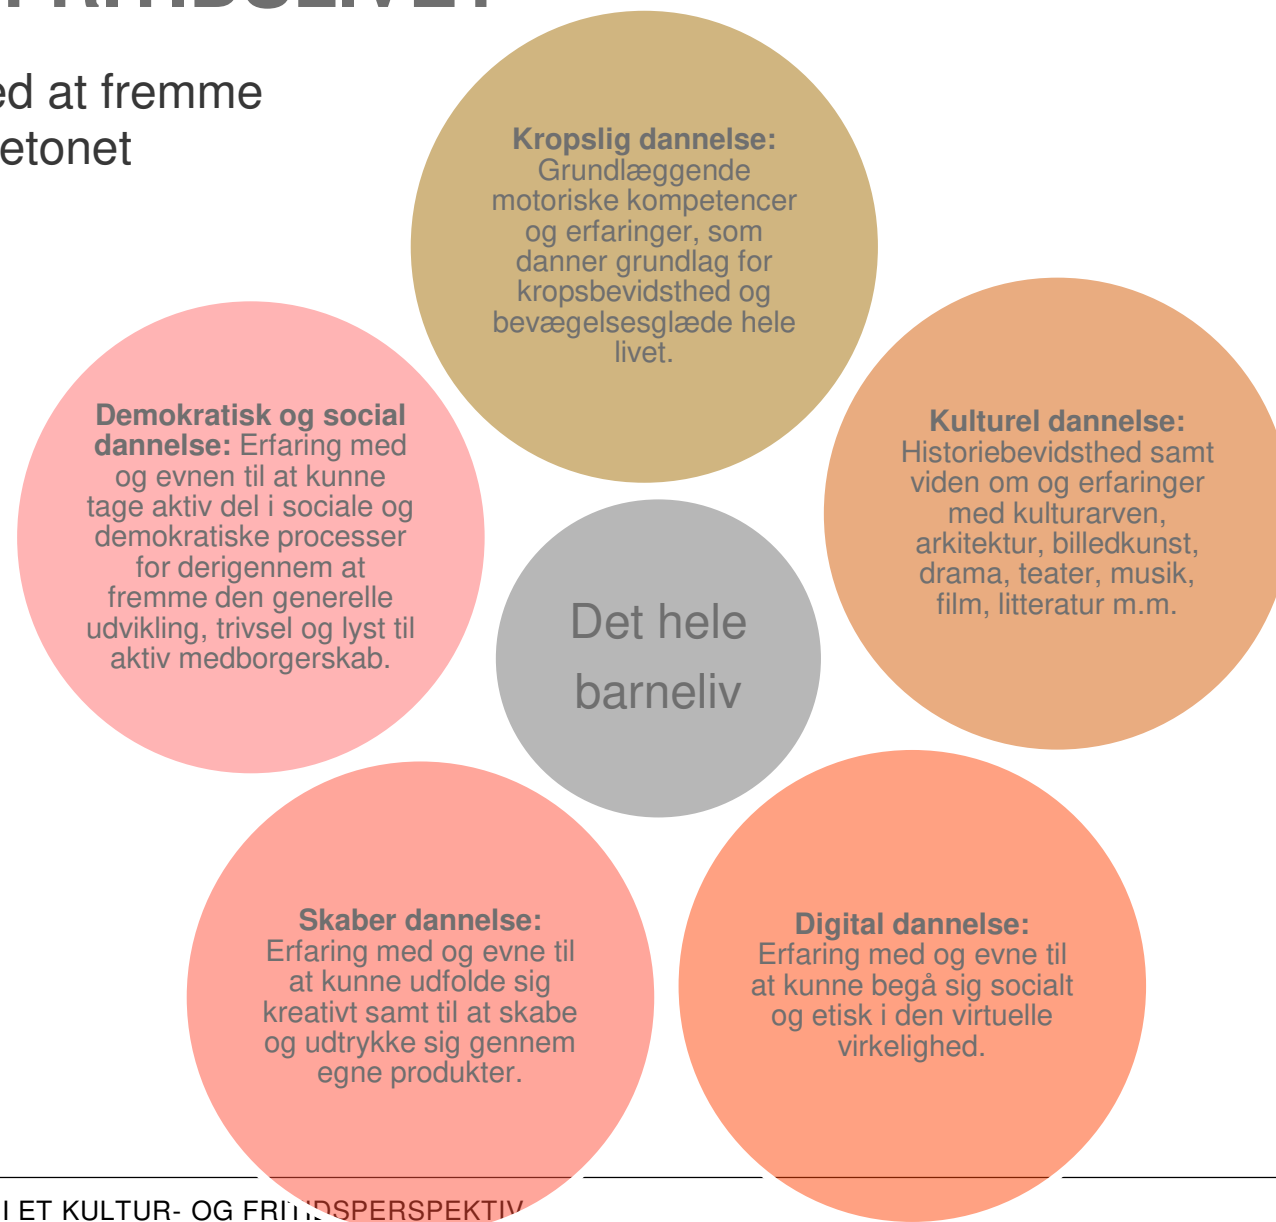 ed at fremme
etonet
Kropslig dannelse:
Grundlæggende
motoriske kompetencer
og erfaringer, som
danner grundlag for
kropsbevidsthed og
bevægelsesglæde hele
livet.
Demokratisk og social
dannelse: Erfaring med
og evnen til at kunne
tage aktiv del i sociale og
demokratiske processer
for derigennem at
fremme den generelle
udvikling, trivsel og lyst til
aktiv medborgerskab.
Kulturel dannelse:
Historiebevidsthed samt
viden om og erfaringer
med kulturarven,
arkitektur, billedkunst,
drama, teater, musik,
film, litteratur m.m.
Det hele
barneliv
Skaber dannelse:
Erfaring med og evne til
at kunne udfolde sig
kreativt samt til at skabe
og udtrykke sig gennem
egne produkter.
Digital dannelse:
Erfaring med og evne til
at kunne begå sig socialt
og etisk i den virtuelle
virkelighed.
I ET KULTUR- OG FRITIDSPERSPEKTIV